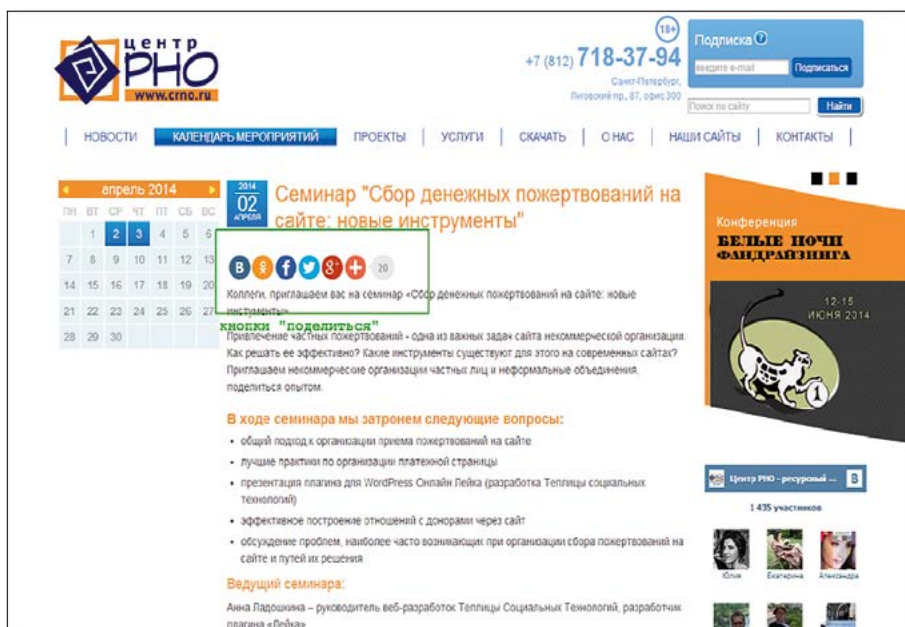 центр
РНО
www.crno.ru
18+
+7 (812) 718-37-94
Санкт-Петербург,
Лиговский пр., 87, офис 300
Подписка ?
введите e-mail
Подписаться
Поиск по сайту
Найти
НОВОСТИ | КАЛЕНДАРЬ МЕРОПРИЯТИЙ | ПРОЕКТЫ | УСЛУГИ | СКАЧАТЬ | О НАС | НАШИ САЙТЫ | КОНТАКТЫ
апрель 2014
ПН ВТ СР ЧТ ПТ СБ ВС
1 2 3 4 5 6
7 8 9 10 11 12 13
14 15 16 17 18 19 20
21 22 23 24 25 26 27
28 29 30
2014
02
АПРЕЛЯ
Семинар "Сбор денежных пожертвований на
сайте: новые инструменты"
20
Коллеги, приглашаем вас на семинар «Сбор денежных пожертвований на сайте: новые
инстументы».
кнопки "поделиться"
Привлечение частных пожертвований - одна из важных задач сайта некоммерческой организации.
Как решать ее эффективно? Какие инструменты существуют для этого на современных сайтах?
Приглашаем некоммерческие организации частных лиц и неформальные объединения,
поделиться опытом.
В ходе семинара мы затронем следующие вопросы:
• общий подход к организации приема пожертвований на сайте
• лучшие практики по организации платежной страницы
• презентация плагина для WordPress Онлайн Лейка (разработка Теплицы социальных
технологий)
• эффективное построение отношений с донорами через сайт
• обсуждение проблем, наиболее часто возникающих при организации сбора пожертвований на
сайте и путей их решения
Ведущий семинара:
Анна Ладошкина – руководитель веб-разработок Теплицы Социальных Технологий, разработчик
плагина «Лейка»
Конференция
БЕЛЫЕ НОЧИ
ФАНДРАЙЗИНГА
12-15
ИЮНЯ 2014
1
Центр РНО - ресурсный ...
В
1 435 участников
Юлия
Екатерина
Александра